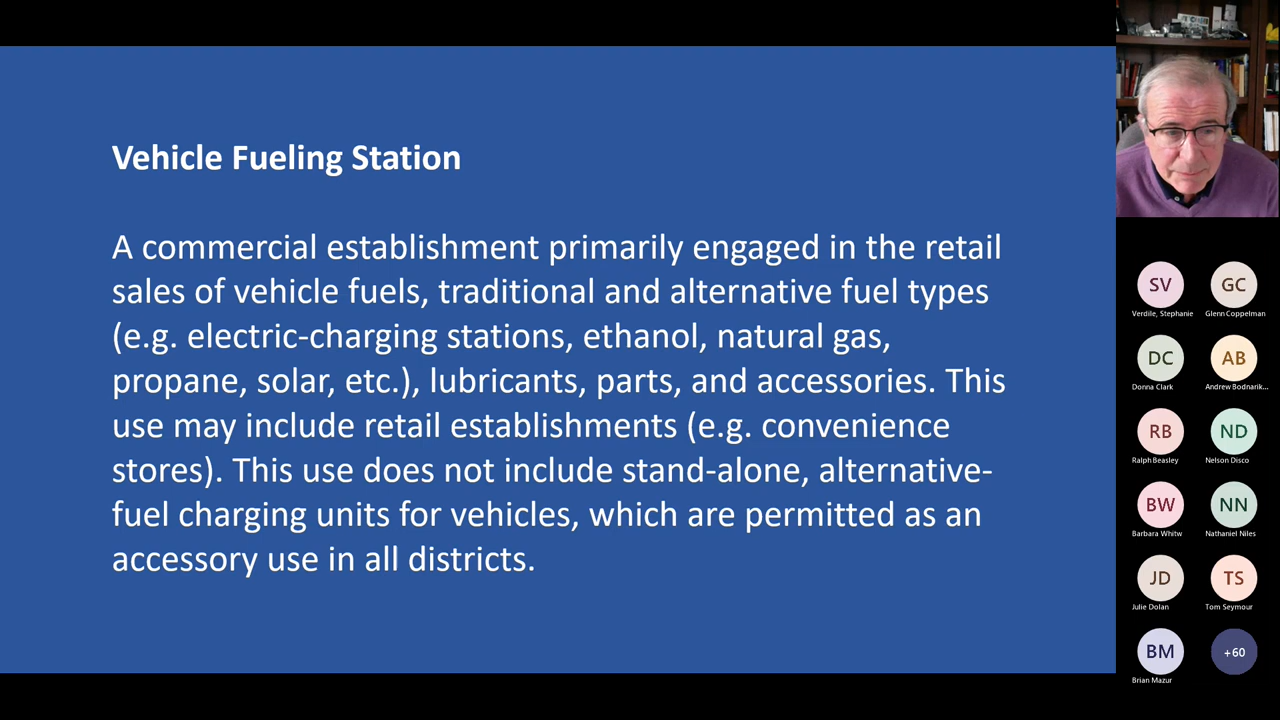 Vehicle Fueling Station
A commercial establishment primarily engaged in the retail
sales of vehicle fuels, traditional and alternative fuel types
(e.g. electric-charging stations, ethanol, natural gas,
propane, solar, etc.), lubricants, parts, and accessories. This
use may include retail establishments (e.g. convenience
stores). This use does not include stand-alone, alternative-
fuel charging units for vehicles, which are permitted as an
accessory use in all districts.
SV GC
Verdile, Stephanie Glenn Coppelman
DC AB
Donna Clark Andrew Bodnarik...
RB ND
Ralph Beasley Nelson Disco
BW NN
Barbara Whitw Nathaniel Niles
JD TS
Julie Dolan Tom Seymour
BM +60
Brian Mazur